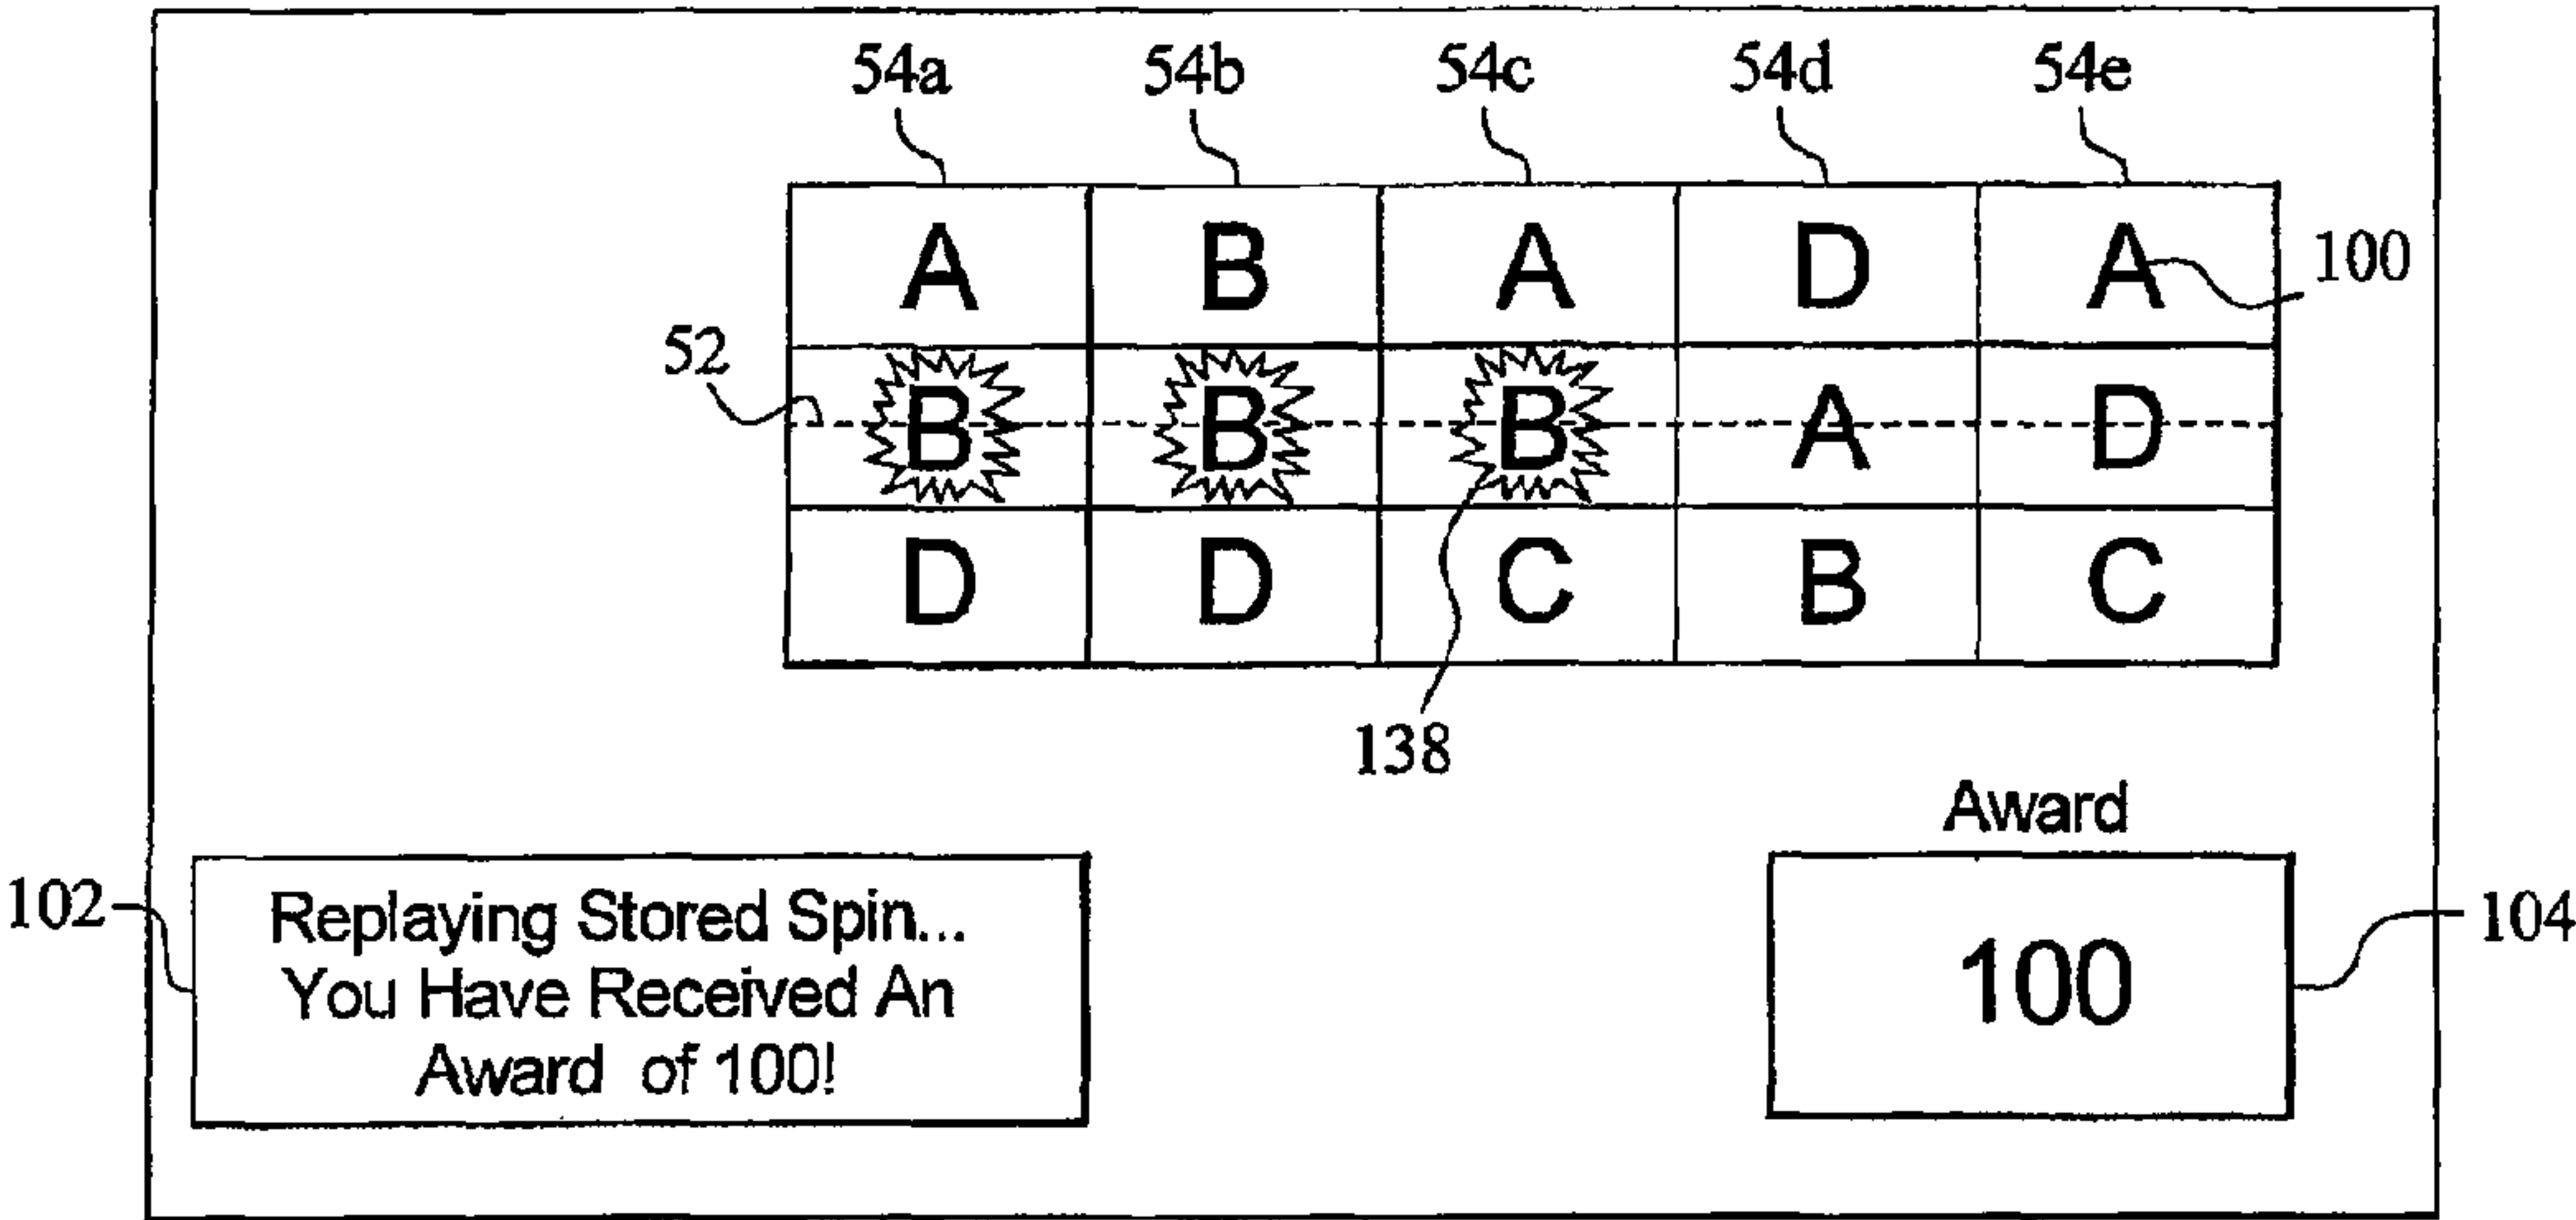 54a 54b 54c 54d 54e
A B A D A 100
52
B B B A D
D D C B C
138
Award
102 Replaying Stored Spin... 100 104
You Have Received An
Award of 100!